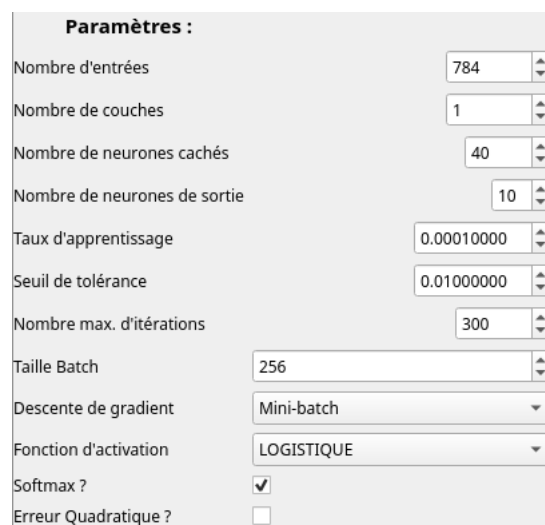 Paramètres :
Nombre d'entrées 784
Nombre de couches 1
Nombre de neurones cachés 40
Nombre de neurones de sortie 10
Taux d'apprentissage 0.00010000
Seuil de tolérance 0.01000000
Nombre max. d'itérations 300
Taille Batch 256
Descente de gradient Mini-batch
Fonction d'activation LOGISTIQUE
Softmax ?
Erreur Quadratique ?